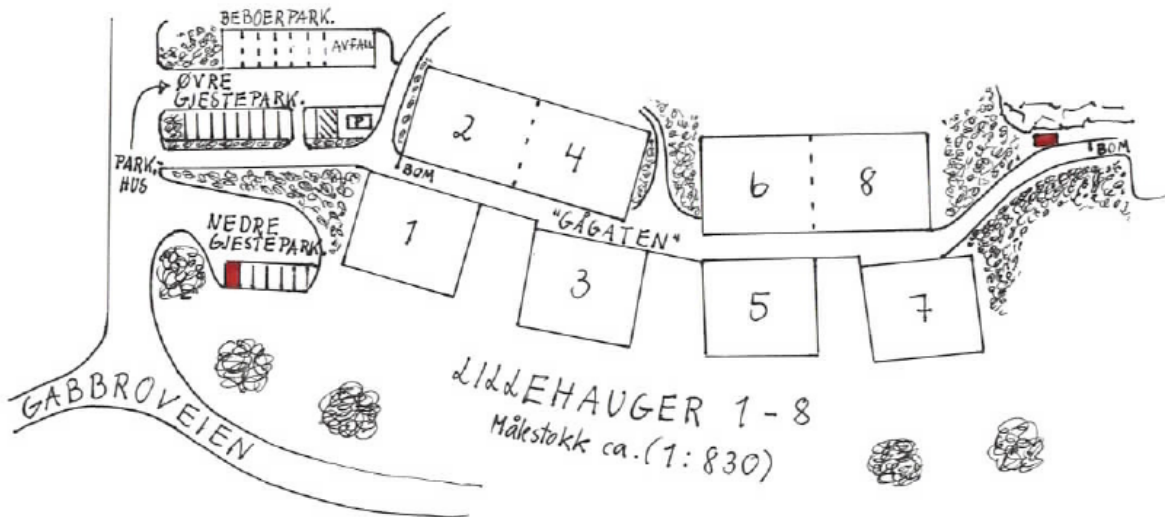 BEBOERPARK.
AVFALL
ØVRE
GJESTEPARK.
P
PARK.
HUS
BOM
NEDRE
GJESTEPARK.
2
4
6
8
BOM
1
"GÅGATEN"
3
5
7
GABBROVEIEN
LILLEHAUGER 1-8
Målestokk ca. (1:830)